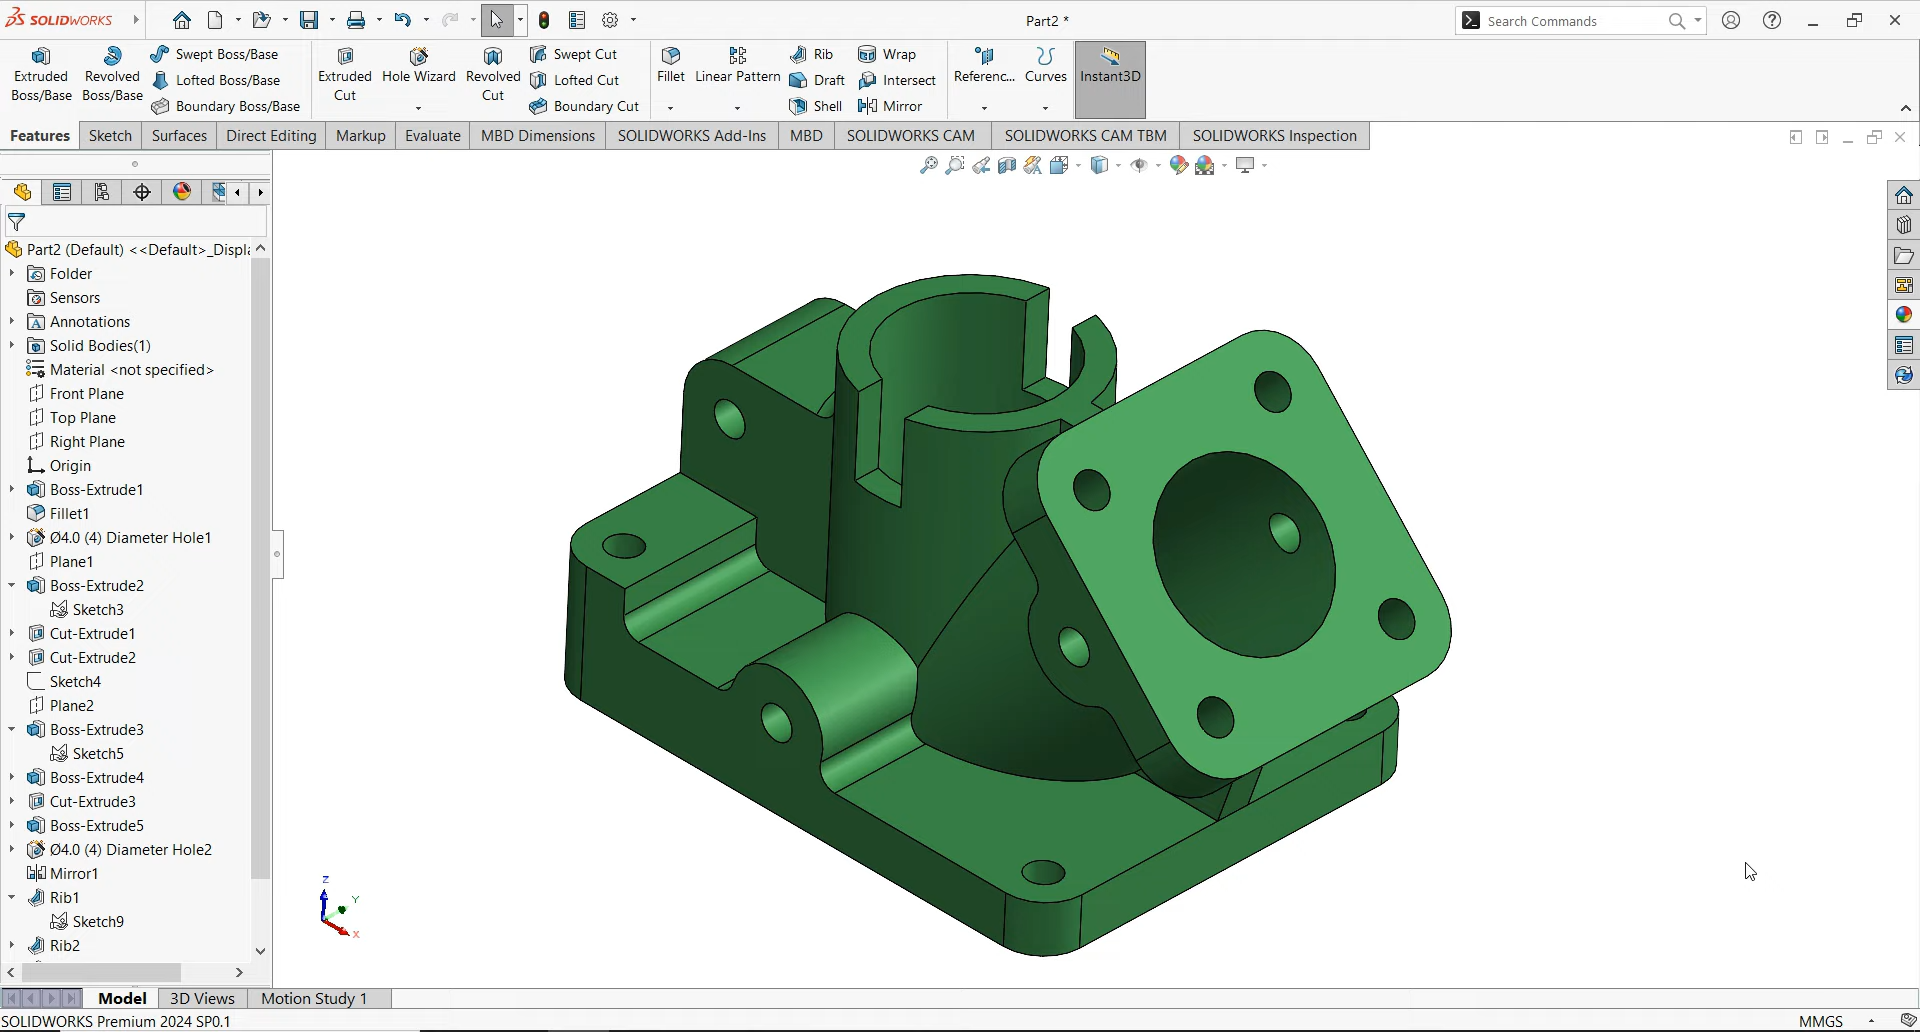 SOLIDWORKS
Part2 *
Search Commands
Extruded Boss/Base
Revolved Boss/Base
Swept Boss/Base
Lofted Boss/Base
Boundary Boss/Base
Extruded Cut
Hole Wizard
Revolved Cut
Swept Cut
Lofted Cut
Boundary Cut
Fillet
Linear Pattern
Rib
Draft
Shell
Wrap
Intersect
Mirror
Referenc...
Curves
Instant3D
Features
Sketch
Surfaces
Direct Editing
Markup
Evaluate
MBD Dimensions
SOLIDWORKS Add-Ins
MBD
SOLIDWORKS CAM
SOLIDWORKS CAM TBM
SOLIDWORKS Inspection
Part2 (Default) <<Default>_Displa
Folder
Sensors
Annotations
Solid Bodies(1)
Material <not specified>
Front Plane
Top Plane
Right Plane
Origin
Boss-Extrude1
Fillet1
Ø4.0 (4) Diameter Hole1
Plane1
Boss-Extrude2
Sketch3
Cut-Extrude1
Cut-Extrude2
Sketch4
Plane2
Boss-Extrude3
Sketch5
Boss-Extrude4
Cut-Extrude3
Boss-Extrude5
Ø4.0 (4) Diameter Hole2
Mirror1
Rib1
Sketch9
Rib2
Z
Y
X
Model
3D Views
Motion Study 1
SOLIDWORKS Premium 2024 SP0.1
MMGS